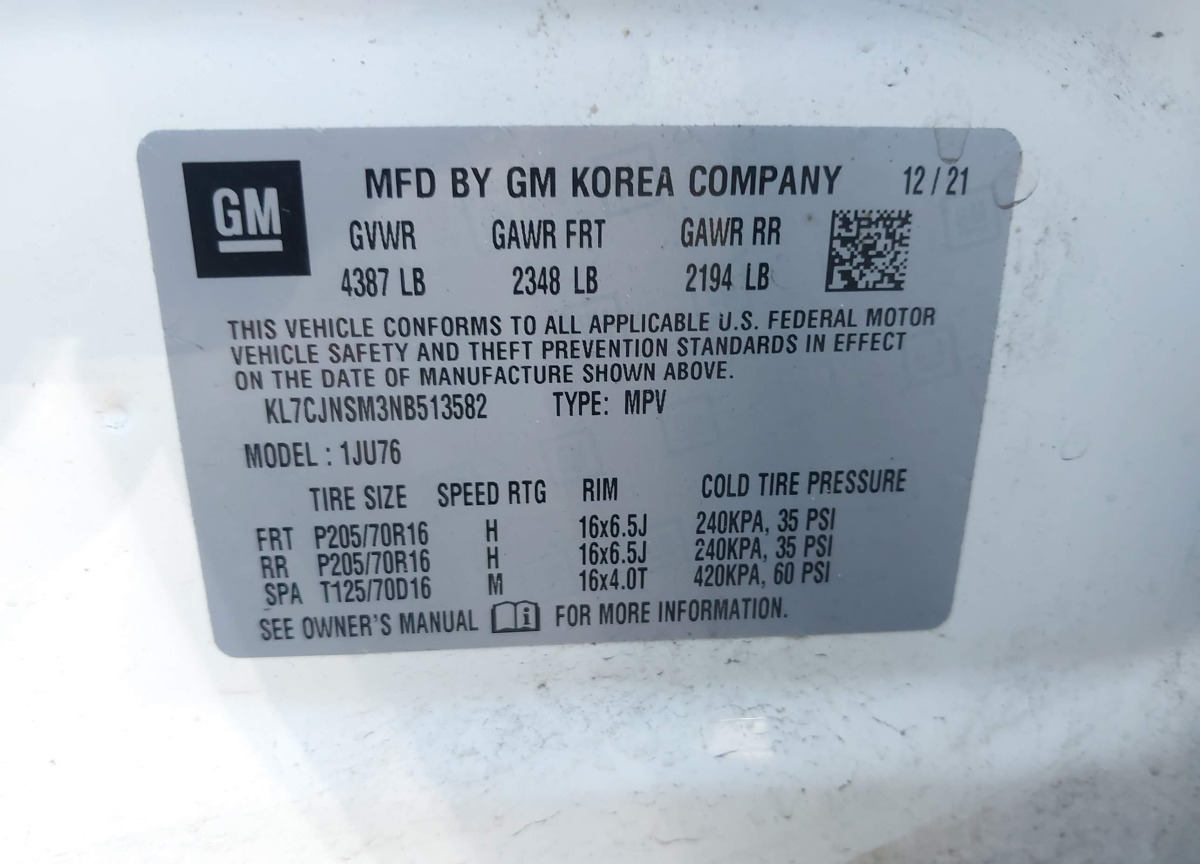 GM
MFD BY GM KOREA COMPANY 12/21
GVWR GAWR FRT GAWR RR
4387 LB 2348 LB 2194 LB
THIS VEHICLE CONFORMS TO ALL APPLICABLE U.S. FEDERAL MOTOR
VEHICLE SAFETY AND THEFT PREVENTION STANDARDS IN EFFECT
ON THE DATE OF MANUFACTURE SHOWN ABOVE.
KL7CJNSM3NB513582 TYPE: MPV
MODEL : 1JU76
TIRE SIZE SPEED RTG RIM COLD TIRE PRESSURE
FRT P205/70R16 H 16x6.5J 240KPA, 35 PSI
RR P205/70R16 H 16x6.5J 240KPA, 35 PSI
SPA T125/70D16 M 16x4.0T 420KPA, 60 PSI
SEE OWNER'S MANUAL i FOR MORE INFORMATION.